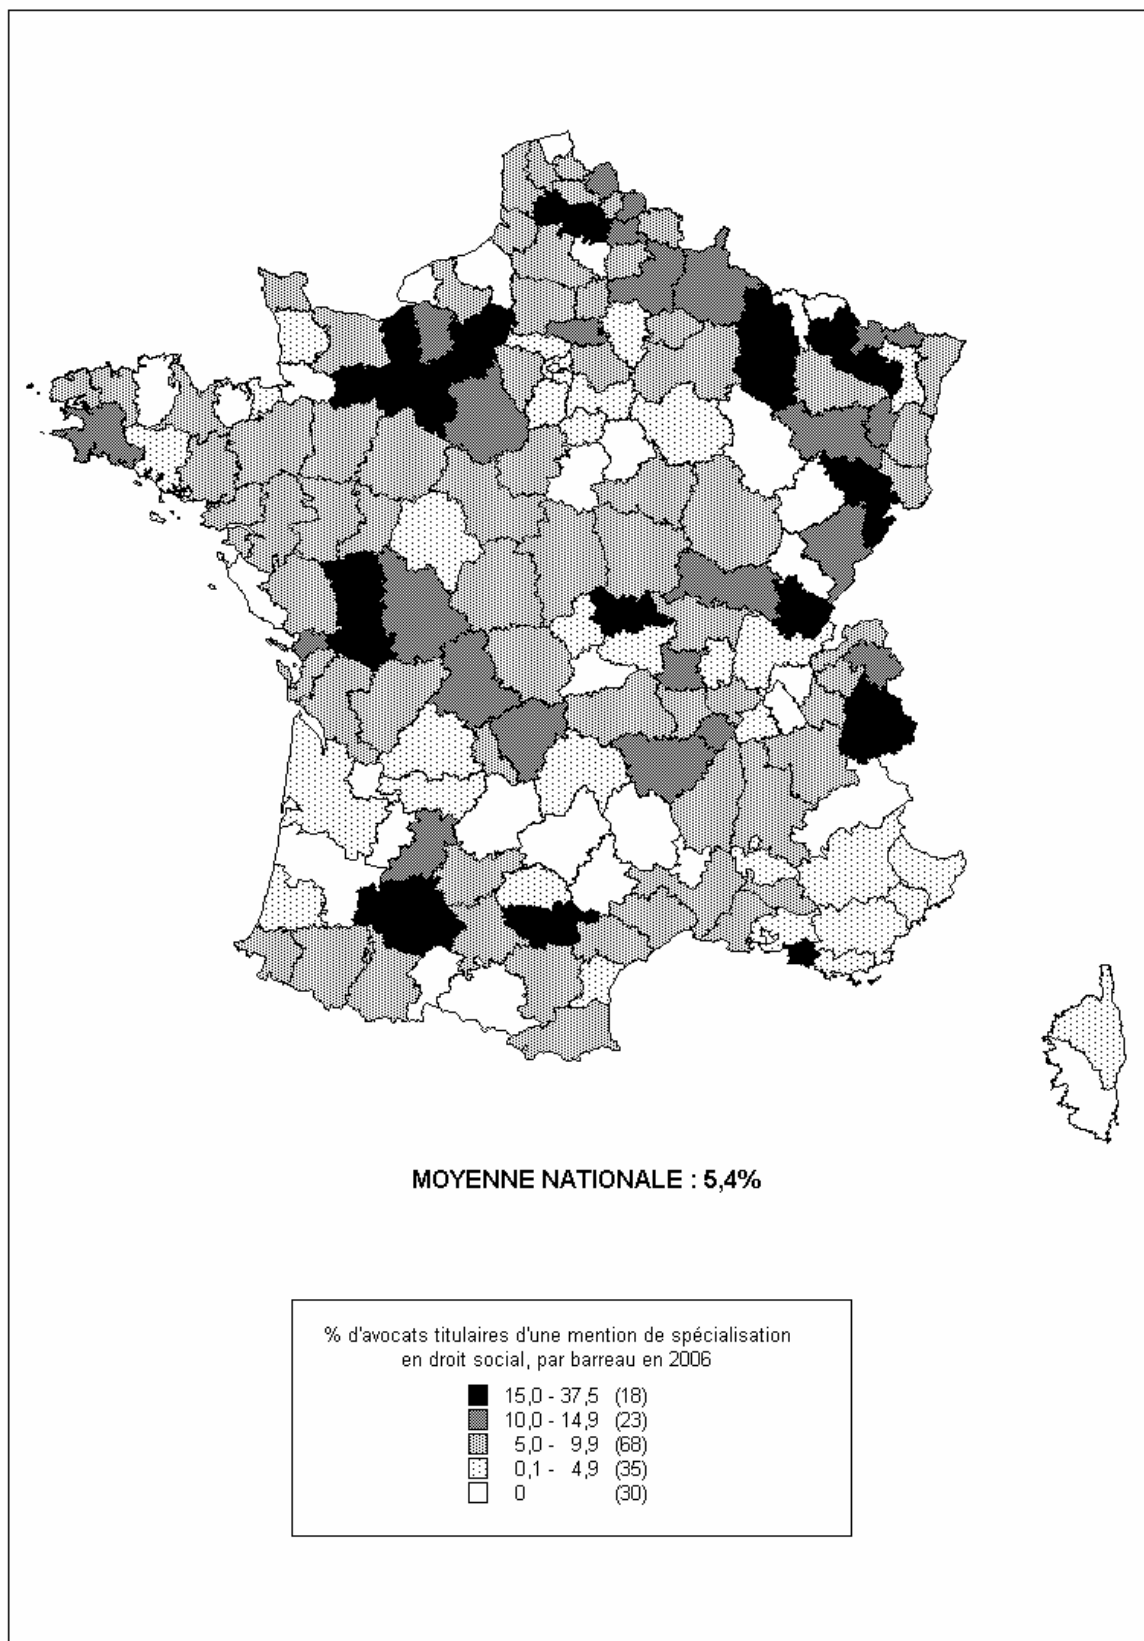 MOYENNE NATIONALE : 5,4%
% d'avocats titulaires d'une mention de spécialisation
en droit social, par barreau en 2006
15,0 - 37,5 (18)
10,0 - 14,9 (23)
5,0 - 9,9 (68)
0,1 - 4,9 (35)
0 (30)